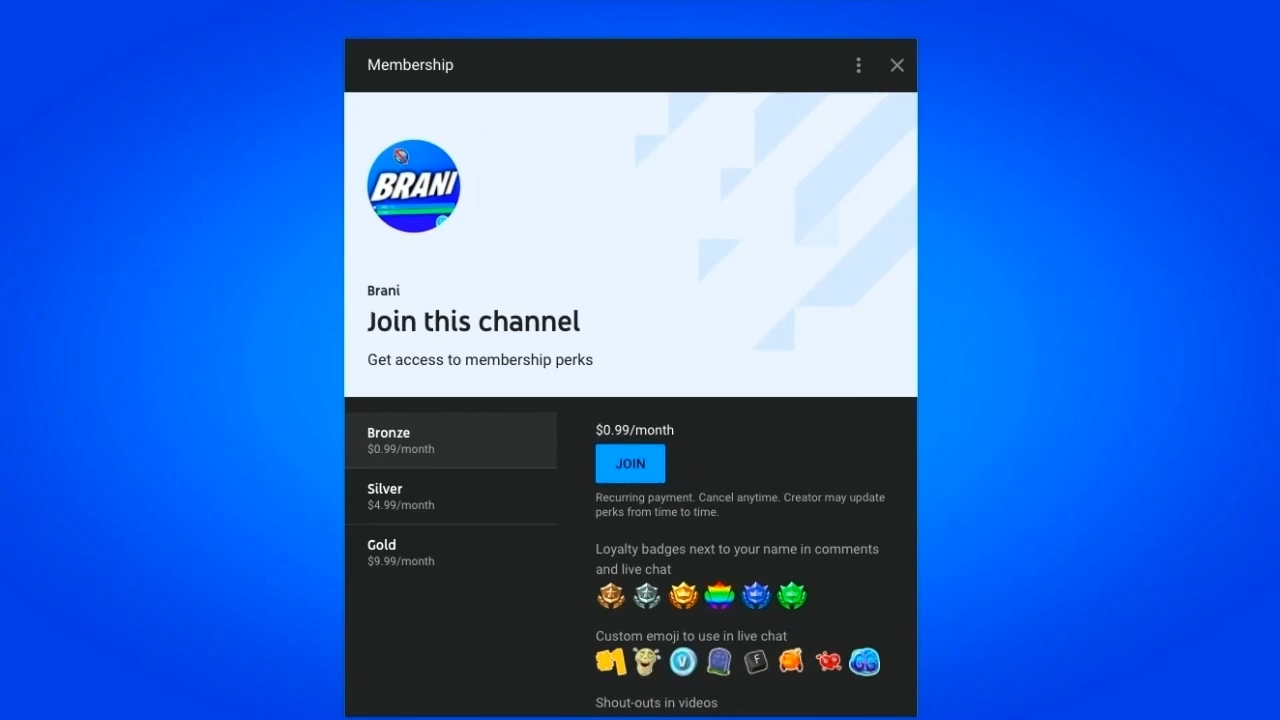 Membership
BRANI
Brani
Join this channel
Get access to membership perks
Bronze
$0.99/month
Silver
$4.99/month
Gold
$9.99/month
$0.99/month
JOIN
Recurring payment. Cancel anytime. Creator may update
perks from time to time.
Loyalty badges next to your name in comments
and live chat
Custom emoji to use in live chat
#1
V
F
Shout-outs in videos